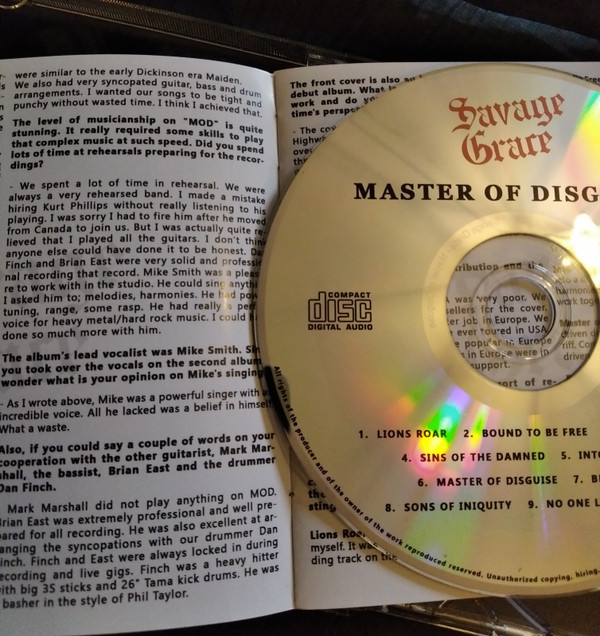 were similar to the early Dickinson era Maiden.
We also had very syncopated guitar, bass and drum
arrangements. I wanted our songs to be tight and
punchy without wasted time. I think I achieved that.
The level of musicianship on "MOD" is quite
stunning. It really required some skills to play
that complex music at such speed. Did you spend
lots of time at rehearsals preparing for the recor-
dings?
- We spent a lot of time in rehearsal. We were
always a very rehearsed band. I made a mistake
hiring Kurt Phillips without really listening to his
playing. I was sorry I had to fire him after he moved
from Canada to join us. But I was actually quite re-
lieved that I played all the guitars. I don't thin
anyone else could have done it to be honest. Da
Finch and Brian East were very solid and professio
nal recording that record. Mike Smith was a pleas
re to work with in the studio. He could sing anythi
I asked him to; melodies, harmonies. He had pow
tuning, range, some rasp. He had really a per
voice for heavy metal/hard rock music. I could
done so much more with him.
The album's lead vocalist was Mike Smith. Si
you took over the vocals on the second album
wonder what is your opinion on Mike's singing
- As I wrote above, Mike was a powerful singer with a
incredible voice. All he lacked was a belief in himself
What a waste.
Also, if you could say a couple of words on your
cooperation with the other guitarist, Mark Mar-
shall, the bassist, Brian East and the drummer
Dan Finch.
Mark Marshall did not play anything on MOD.
Brian East was extremely professional and well pre-
pared for all recording. He was also excellent at ar-
anging the syncopations with our drummer Dan
inch. Finch and East were always locked in during
ecording and live gigs. Finch was a heavy hitter
with big 3S sticks and 26" Tama kick drums. He was
basher in the style of Phil Taylor.
The front cover is also
debut album. What
work and do yo
time's persp
- The cov
Highw
Savage
Grace
MASTER OF DISG
COMPACT
disc
DIGITAL AUDIO
tribution and the
was very poor. We
sellers for the cover,
er job in Europe. We
ever toured in USA
e popular in Europe
t in Europe were in
support.
ort of re-
1. LIONS ROAR 2. BOUND TO BE FREE
4. SINS OF THE DAMNED 5. INTO
6. MASTER OF DISGUISE 7. B
8. SONS OF INIQUITY 9. NO ONE L
All rights of the producer and of the owner of the work reproduced reserved. Unauthorized copying, hiring,
Lions Roa
myself. It wa
ding track on the